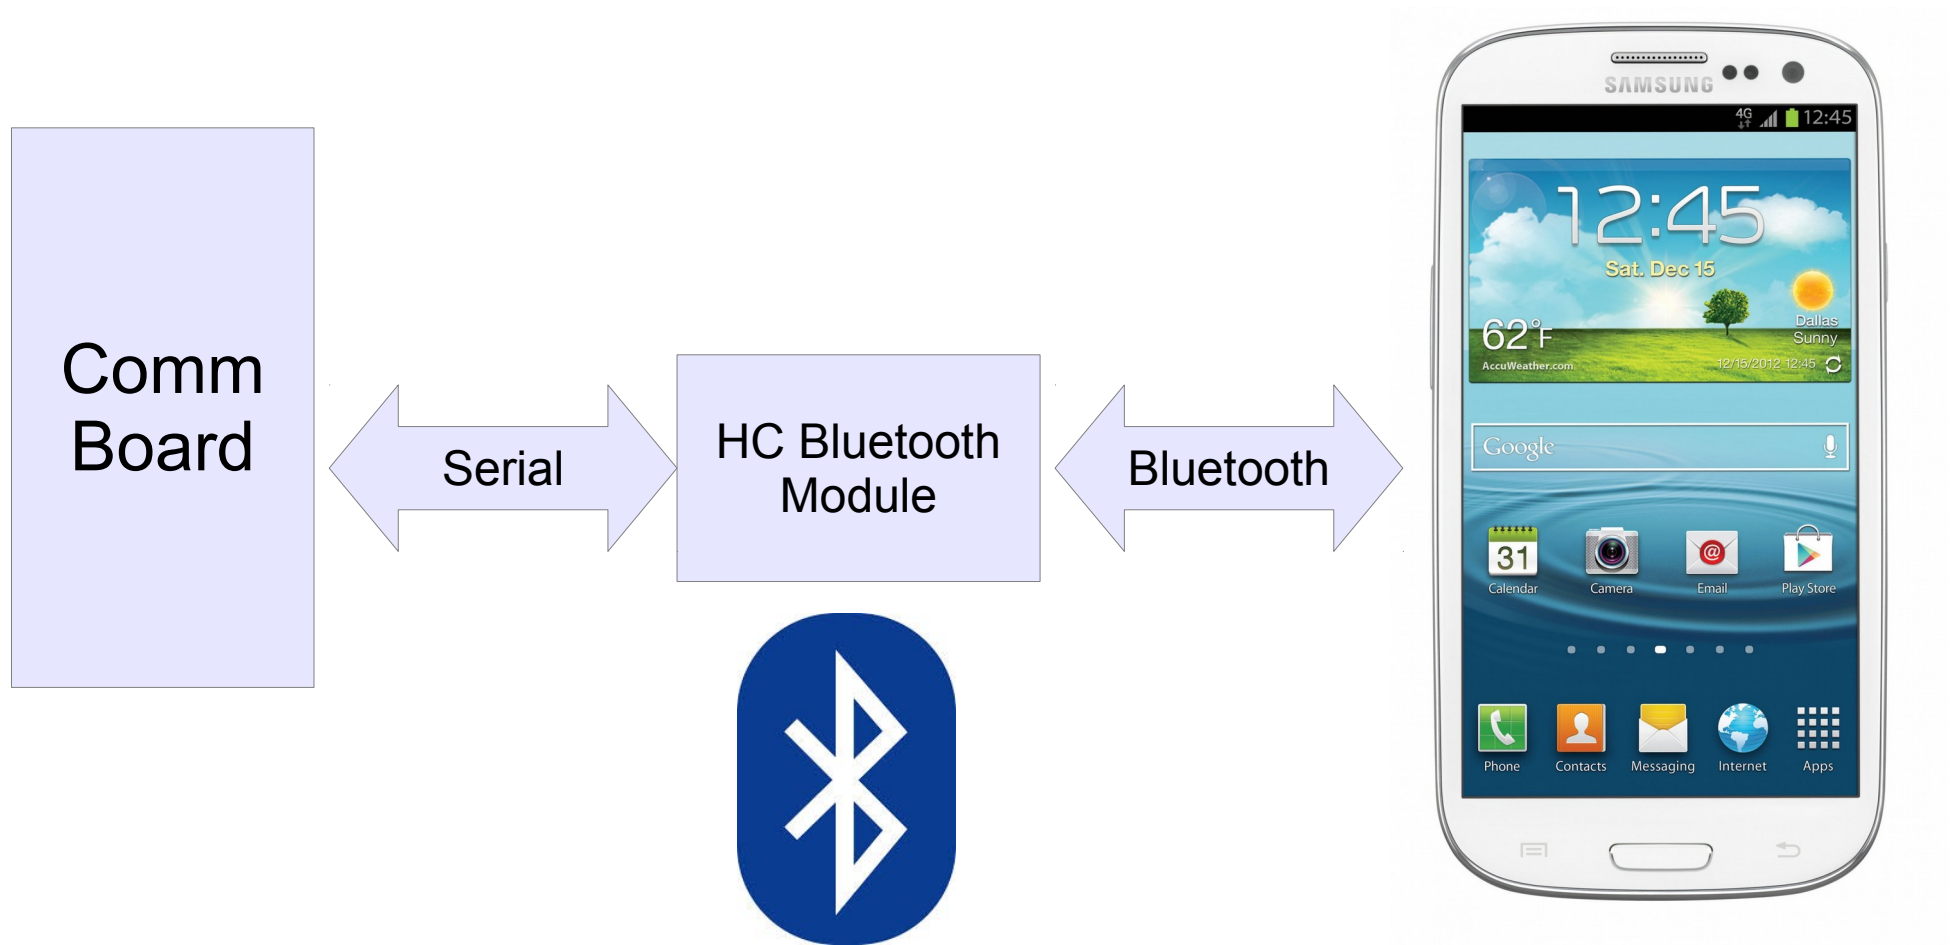 Comm
Board
Serial
HC Bluetooth
Module
Bluetooth
SAMSUNG
4G 12:45
12:45
Sat. Dec 15
62°F
Dallas
Sunny
AccuWeather.com
12/15/2012 12:45
Google
31
@
Calendar Camera Email Play Store
Phone Contacts Messaging Internet Apps